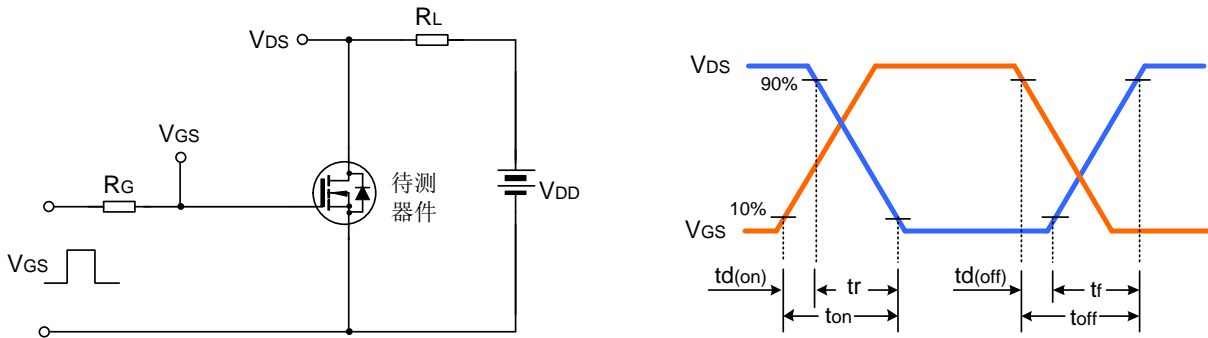 RL
VDS
VGS
RG
待测
器件
VDD
VGS
VDS
90%
10%
VGS
td(on)
tr
ton
td(off)
tf
toff